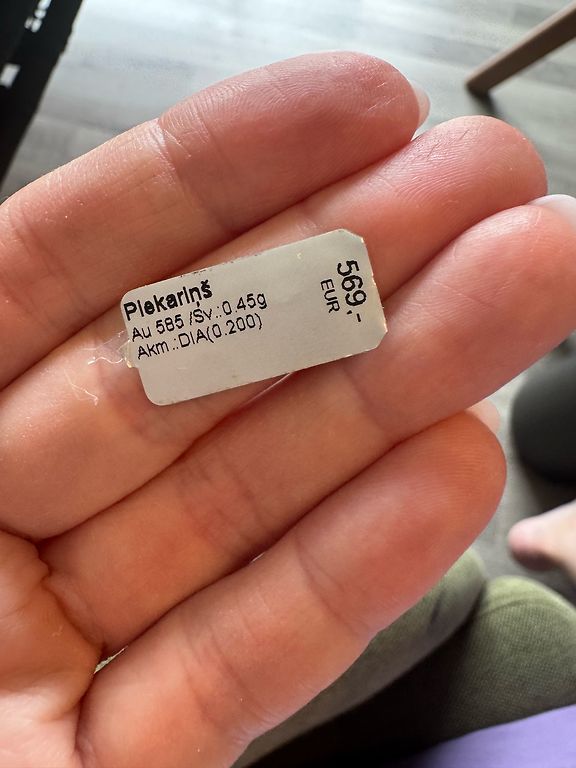 Piekariņš
Au 585 /Sv.:0.45g
Akm.:DIA(0.200)
569,-
EUR